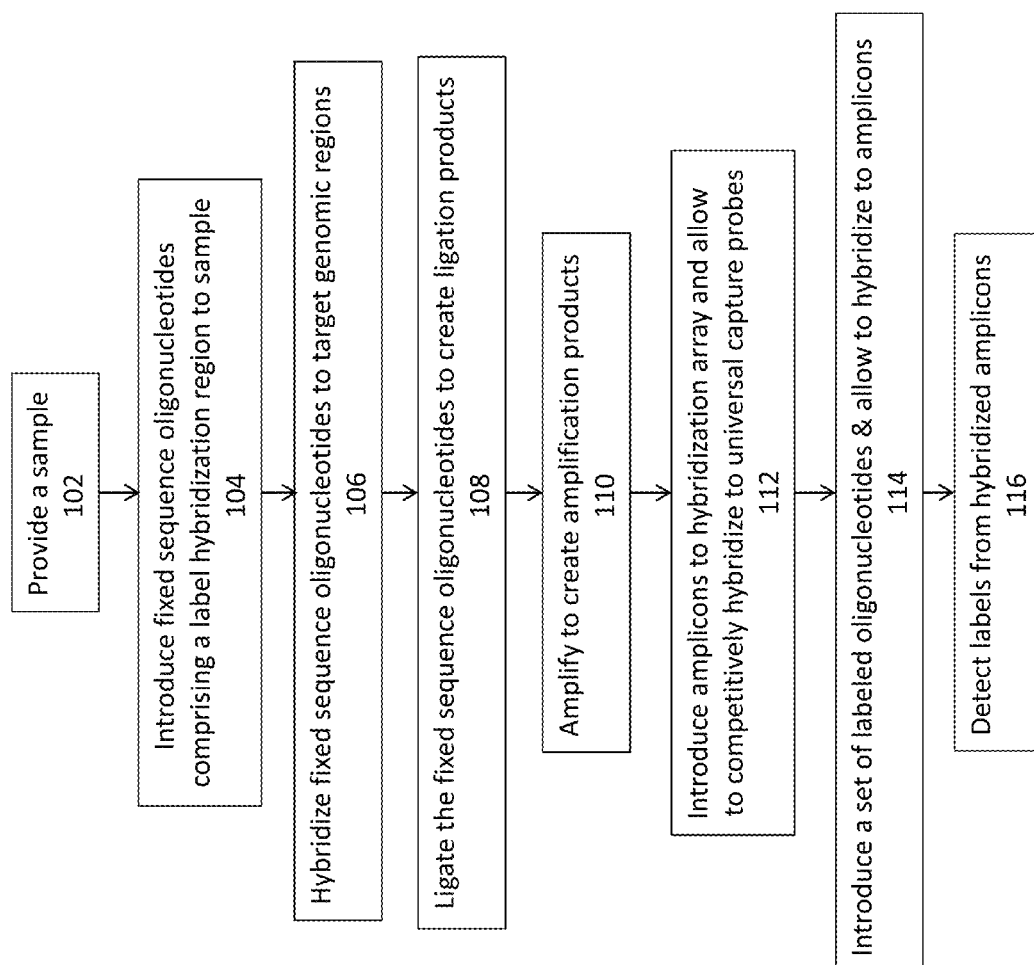 Provide a sample
102
Introduce fixed sequence oligonucleotides
comprising a label hybridization region to sample
104
Hybridize fixed sequence oligonucleotides to target genomic regions
106
Ligate the fixed sequence oligonucleotides to create ligation products
108
Amplify to create amplification products
110
Introduce amplicons to hybridization array and allow
to competitively hybridize to universal capture probes
112
Introduce a set of labeled oligonucleotides & allow to hybridize to amplicons
114
Detect labels from hybridized amplicons
116